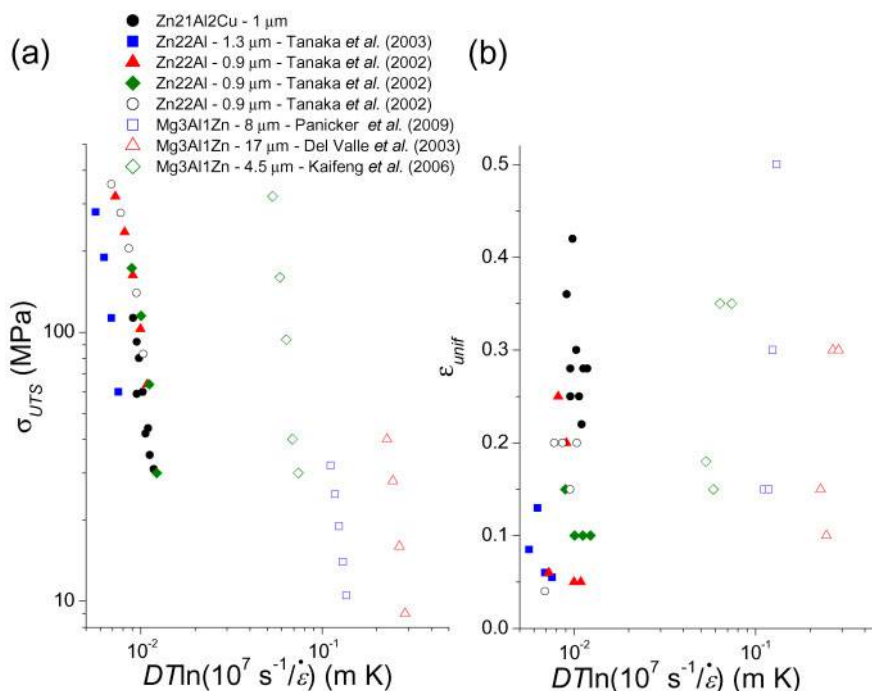 (a)
Zn21Al2Cu - 1 μm
Zn22Al - 1.3 μm - Tanaka et al. (2003)
Zn22Al - 0.9 μm - Tanaka et al. (2002)
Zn22Al - 0.9 μm - Tanaka et al. (2002)
Zn22Al - 0.9 μm - Tanaka et al. (2002)
Mg3Al1Zn - 8 μm - Panicker et al. (2009)
Mg3Al1Zn - 17 μm - Del Valle et al. (2003)
Mg3Al1Zn - 4.5 μm - Kaifeng et al. (2006)
σUTS (MPa)
100
10
10⁻² 10⁻¹
DTln(10⁷ s⁻¹/ε̇) (m K)
(b)
εunif
0.5
0.4
0.3
0.2
0.1
0.0
10⁻² 10⁻¹
DTln(10⁷ s⁻¹/ε̇) (m K)